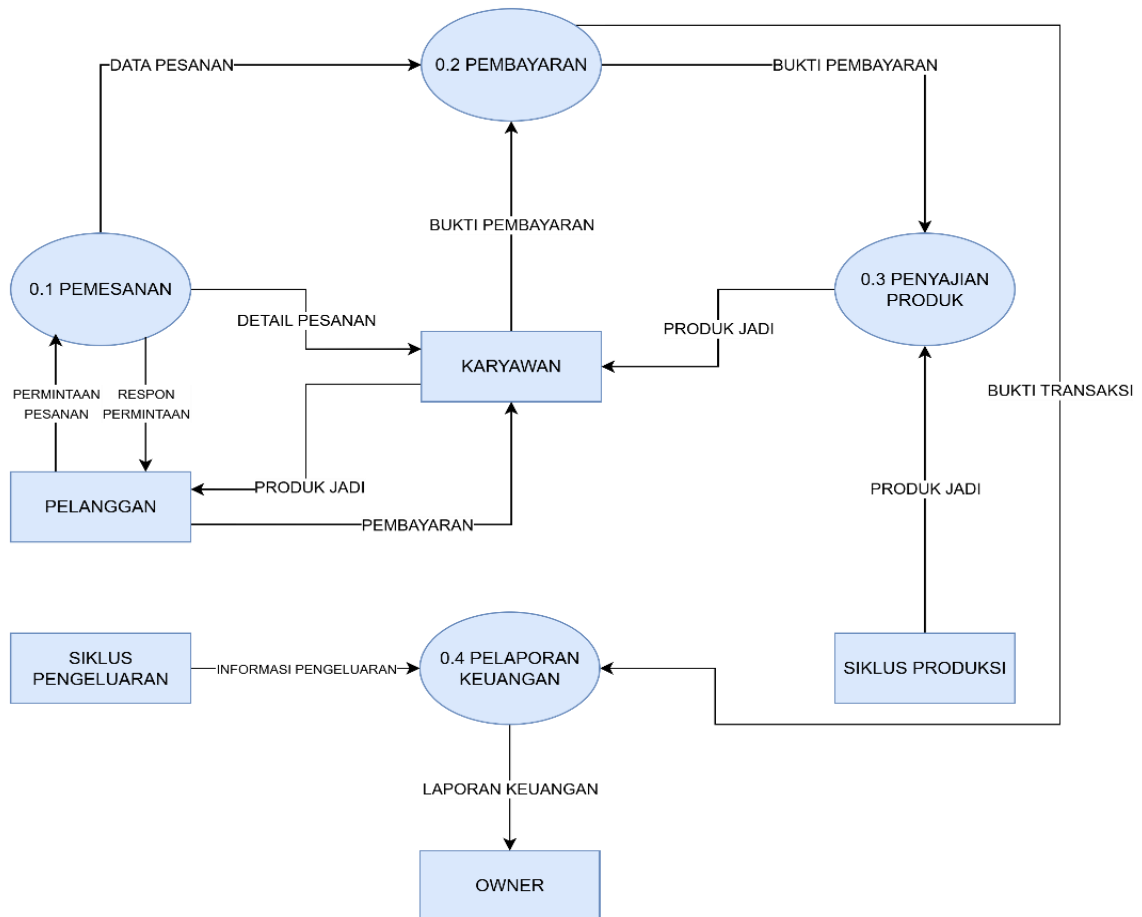 DATA PESANAN
0.2 PEMBAYARAN
BUKTI PEMBAYARAN
BUKTI PEMBAYARAN
0.1 PEMESANAN
0.3 PENYAJIAN
PRODUK
DETAIL PESANAN
PRODUK JADI
KARYAWAN
PERMINTAAN
PESANAN
RESPON
PERMINTAAN
BUKTI TRANSAKSI
PRODUK JADI
PRODUK JADI
PELANGGAN
PEMBAYARAN
SIKLUS
PENGELUARAN
INFORMASI PENGELUARAN
0.4 PELAPORAN
KEUANGAN
SIKLUS PRODUKSI
LAPORAN KEUANGAN
OWNER